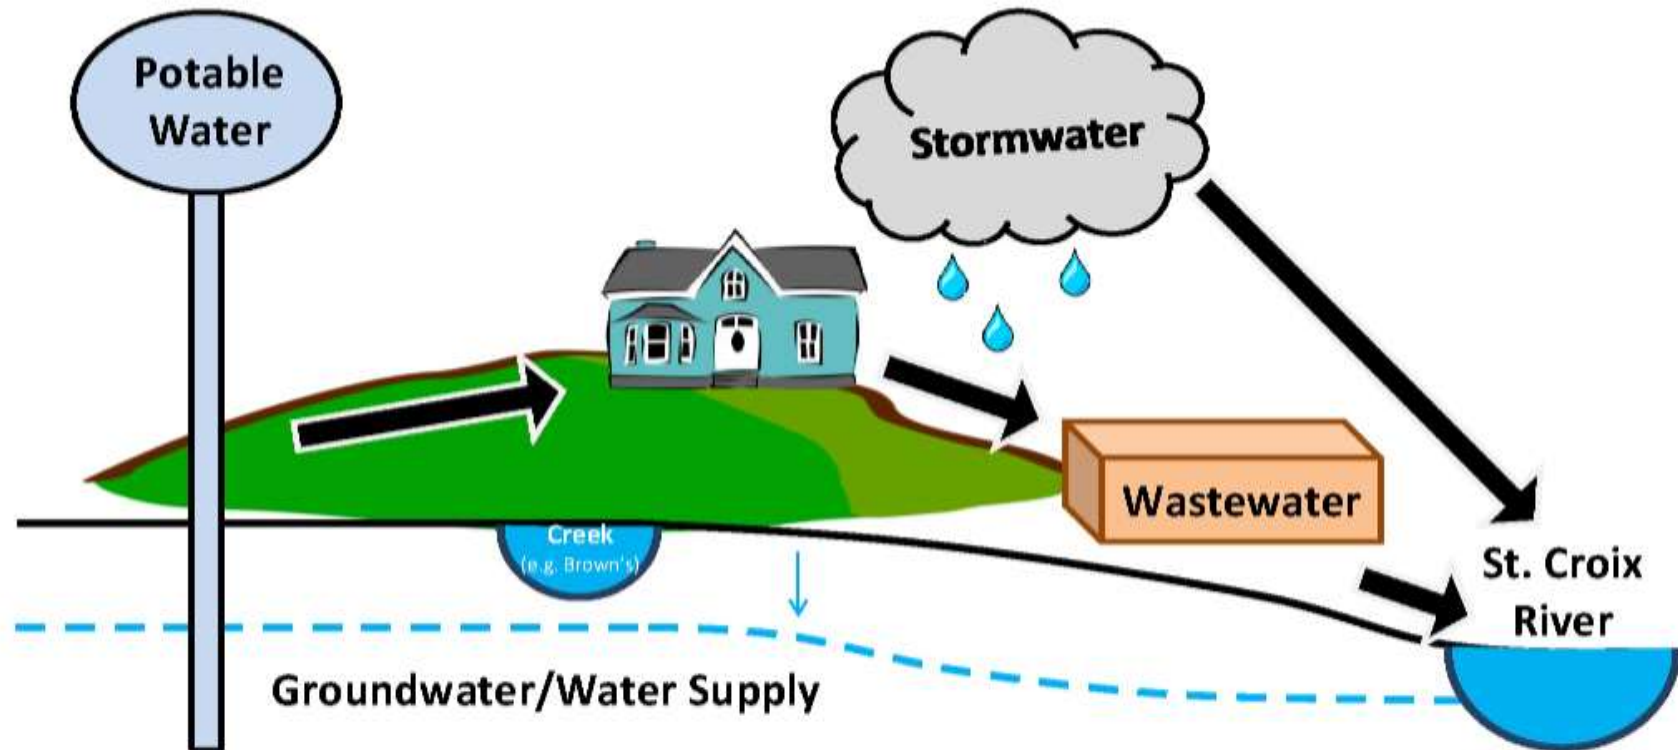 Potable
Water
Stormwater
Wastewater
Creek
(e.g. Brown's)
St. Croix
River
Groundwater/Water Supply